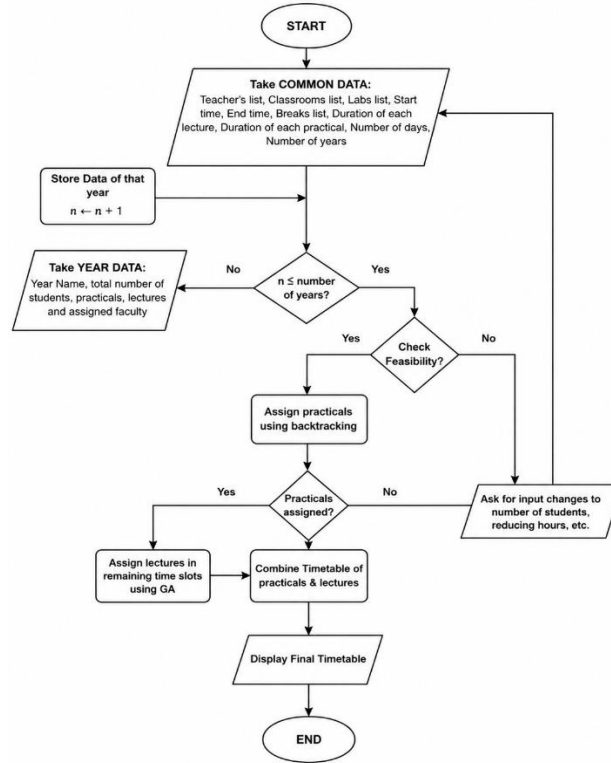 START
Take COMMON DATA:
Teacher's list, Classrooms list, Labs list, Start
time, End time, Breaks list, Duration of each
lecture, Duration of each practical, Number of days,
Number of years
Store Data of that
year
n ← n + 1
Take YEAR DATA:
Year Name, total number of
students, practicals, lectures
and assigned faculty
No
n ≤ number
of years?
Yes
Yes
Check
Feasibility?
No
Assign practicals
using backtracking
Yes
Practicals
assigned?
No
Ask for input changes to
number of students,
reducing hours, etc.
Assign lectures in
remaining time slots
using GA
Combine Timetable of
practicals & lectures
Display Final Timetable
END